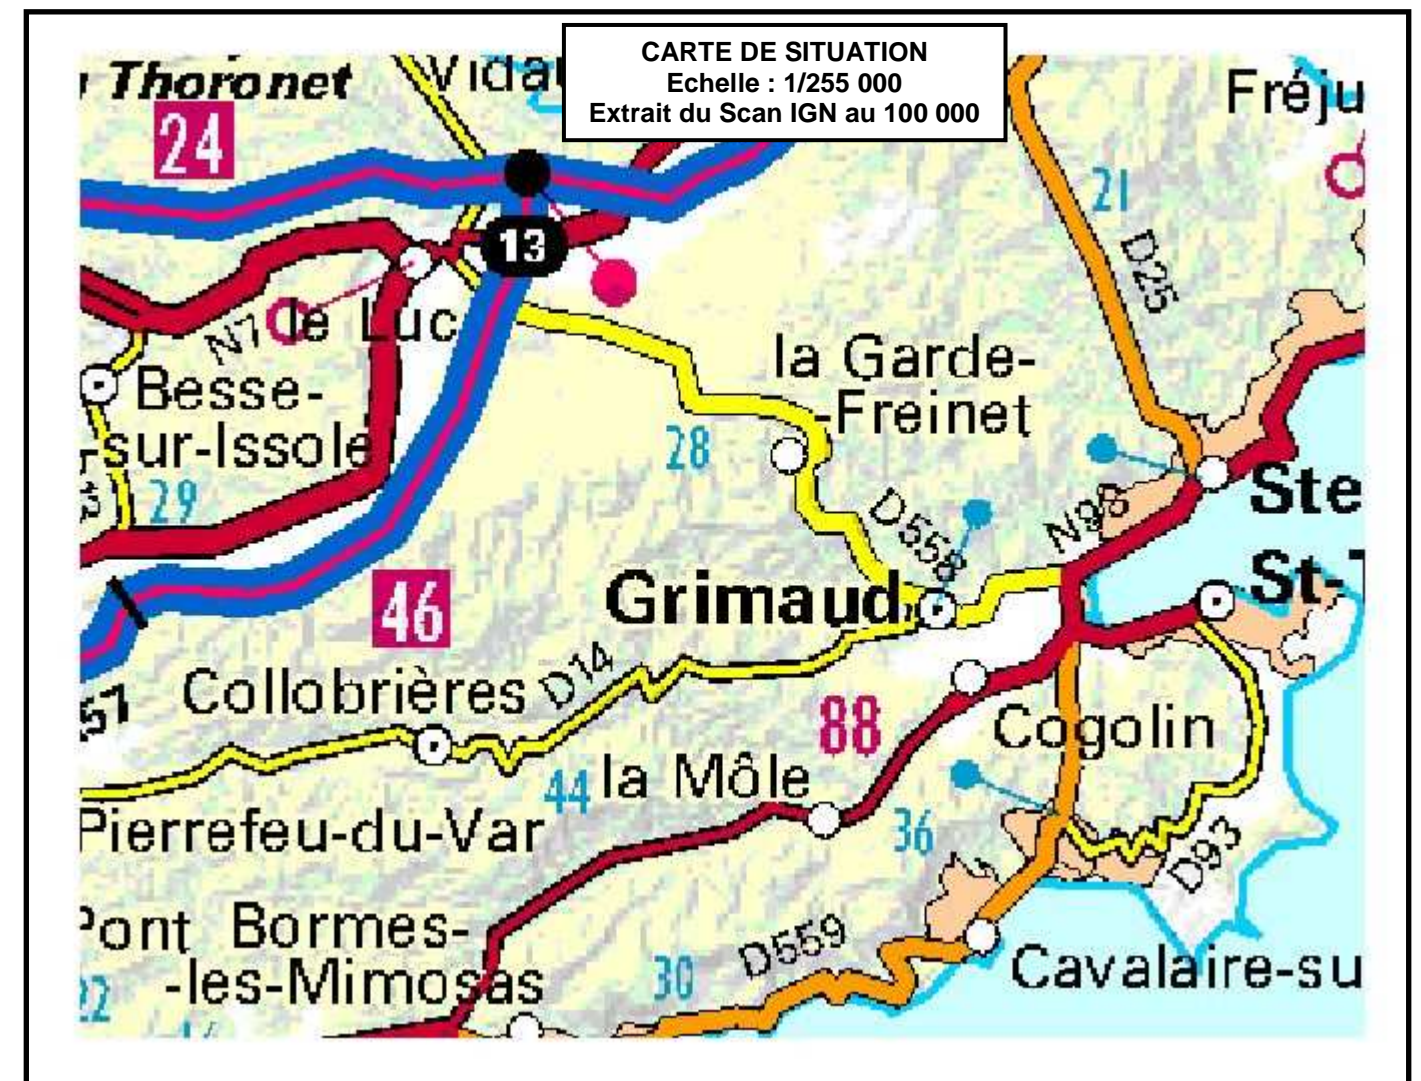 CARTE DE SITUATION
Echelle : 1/255 000
Extrait du Scan IGN au 100 000
Thoronet
Vidau
Fréju
24
21
13
D25
N7
le Luc
la Garde-
-Freinet
Besse-
-sur-Issole
28
29
D558
N98
Ste
St-T
46
Grimaud
Collobrières
D14
57
88
Cogolin
44
la Môle
36
Pierrefeu-du-Var
D93
Pont
Bormes-
-les-Mimosas
D559
30
22
Cavalaire-su